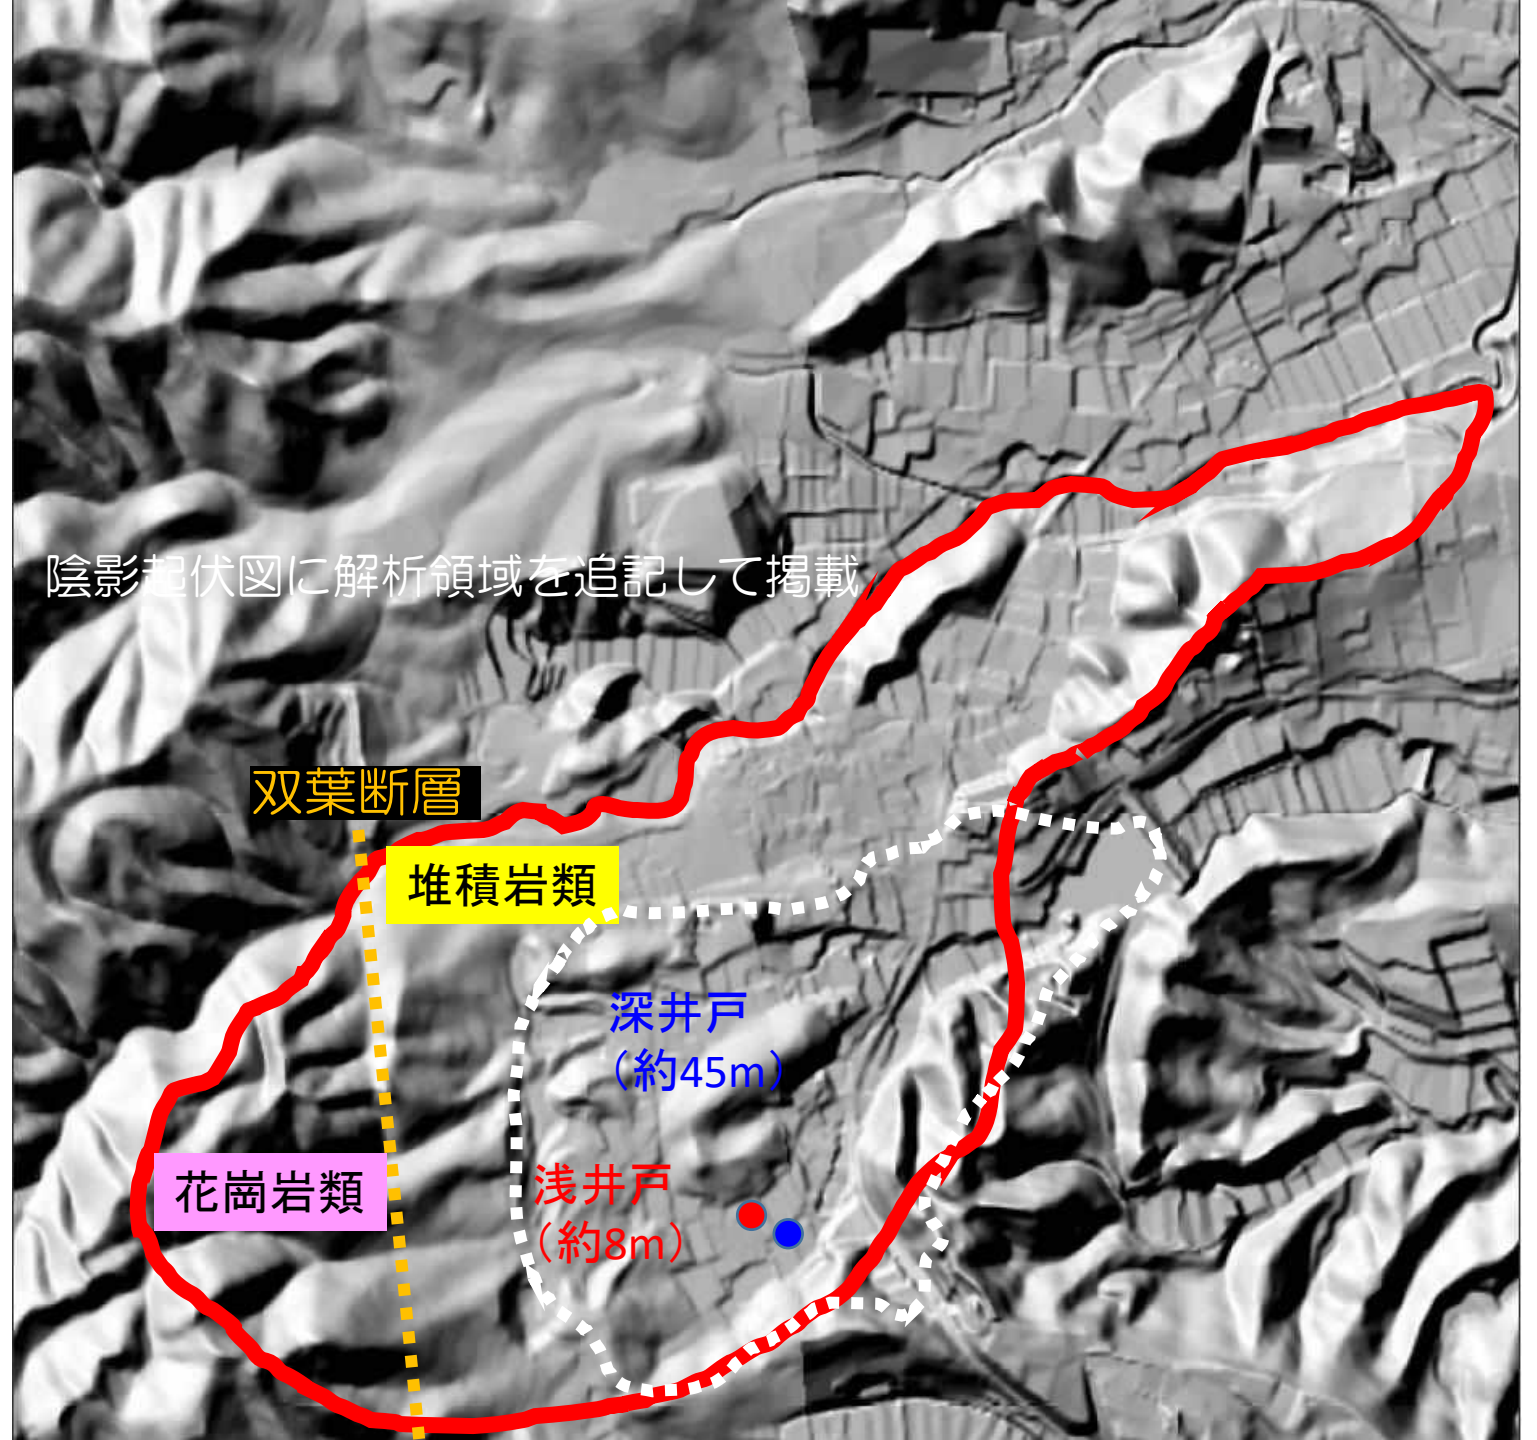 陰影起伏図に解析領域を追記して掲載
双葉断層
堆積岩類
深井戸
（約45m）
花崗岩類
浅井戸
（約8m）